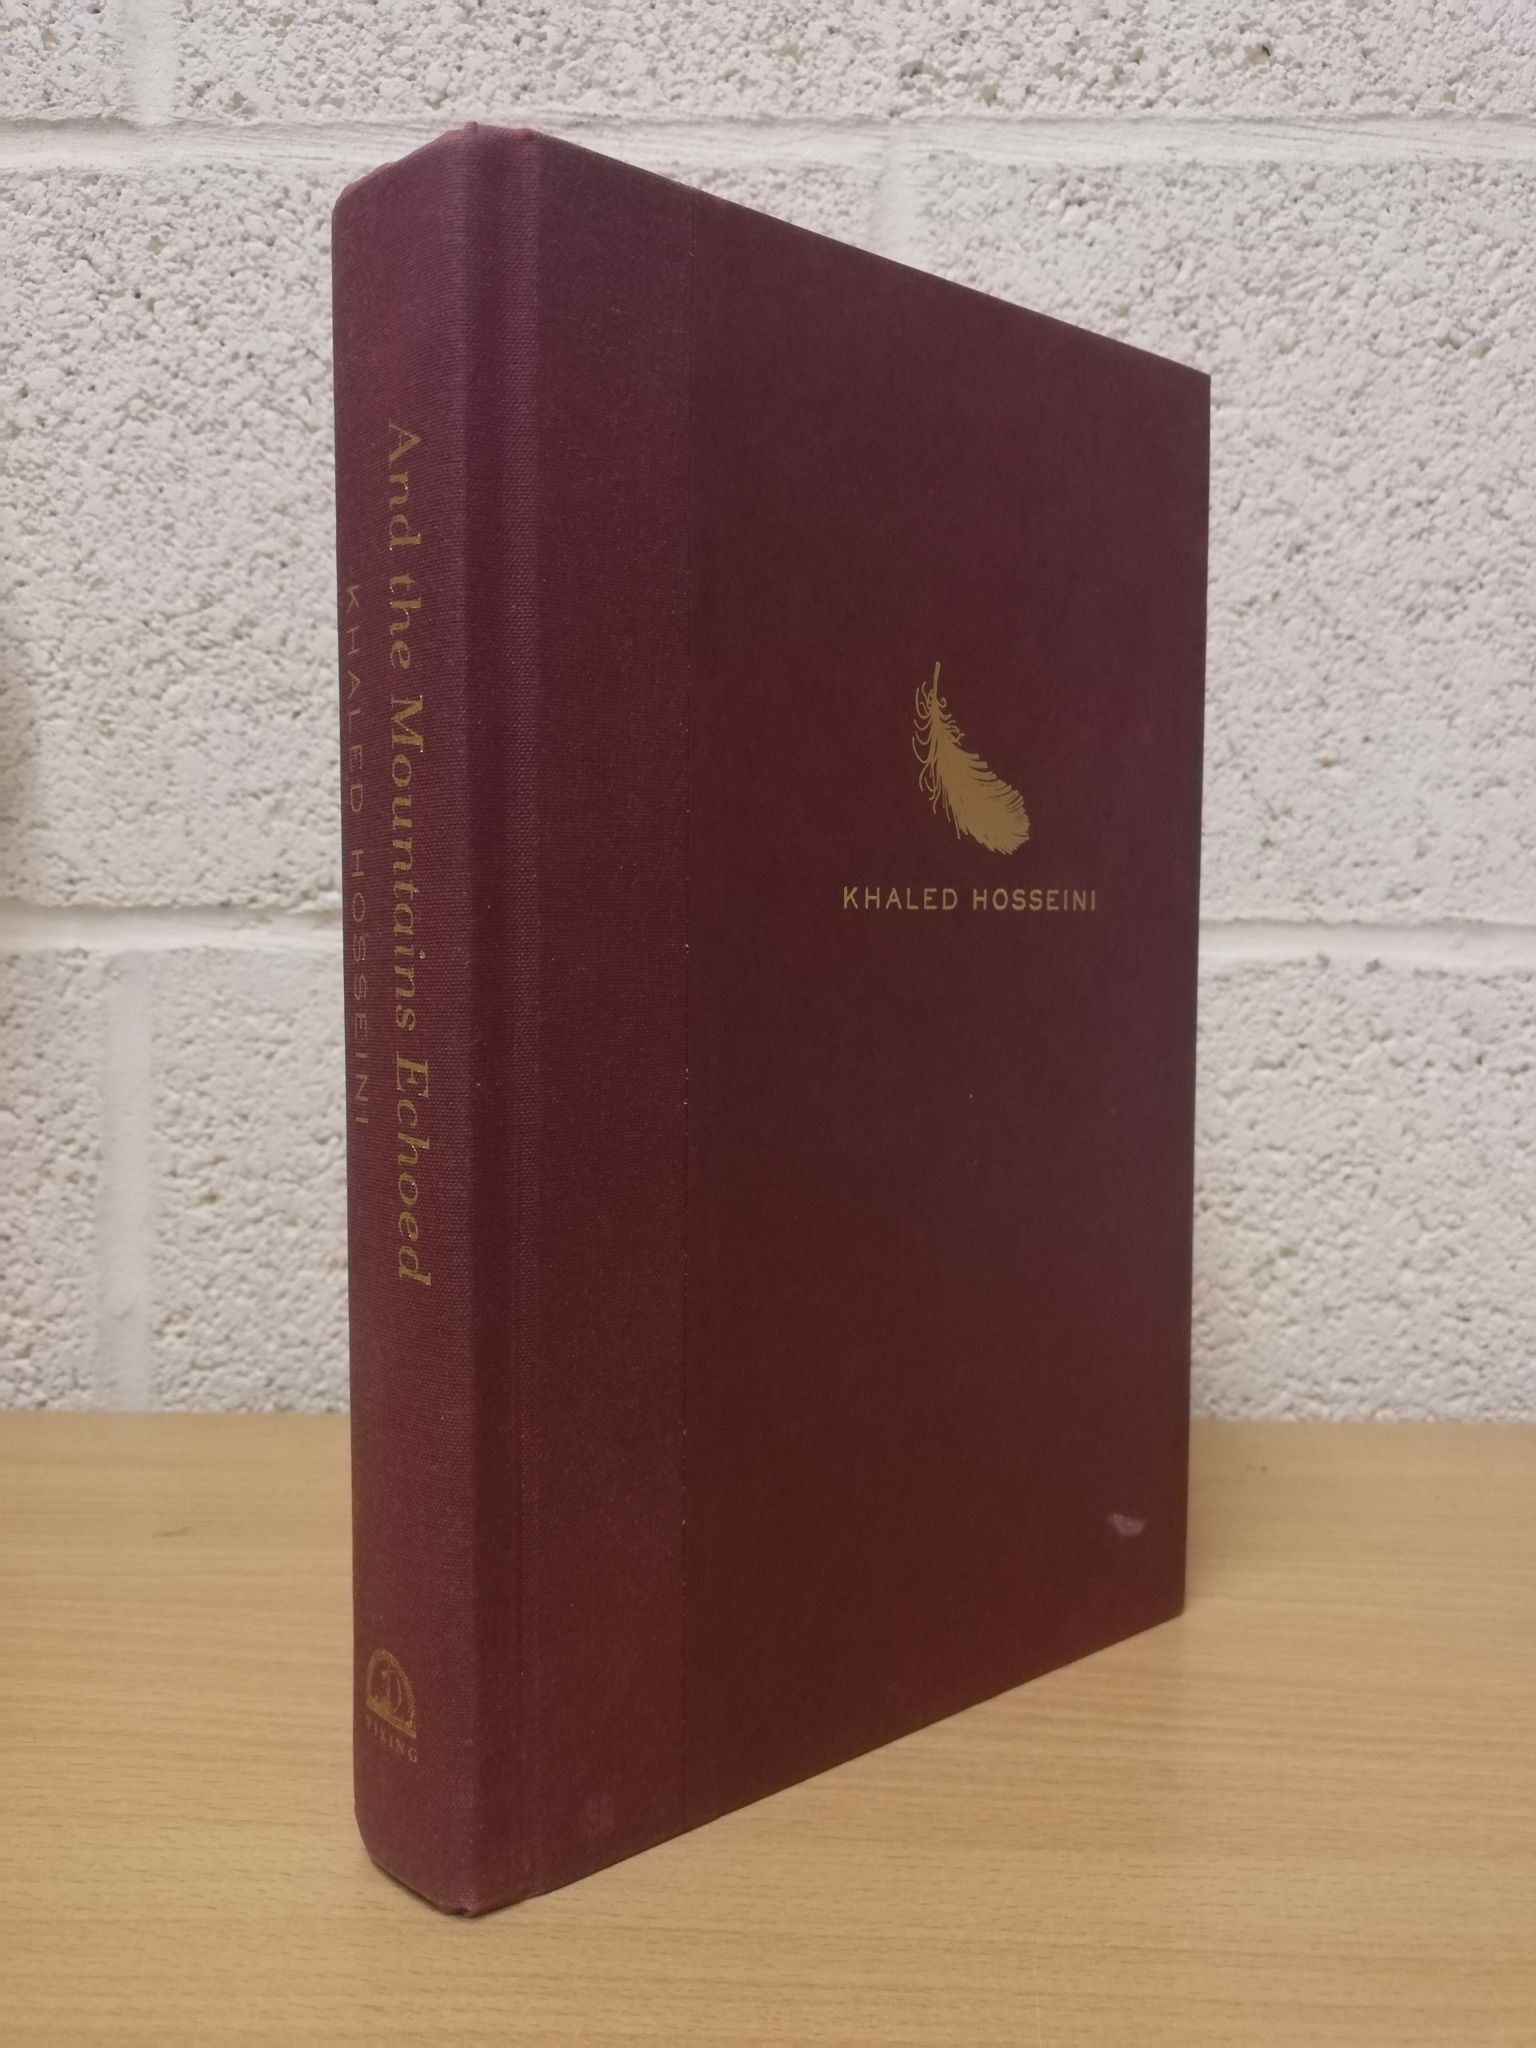 And the Mountains Echoed
KHALED HOSSEINI
VIKING
KHALED HOSSEINI